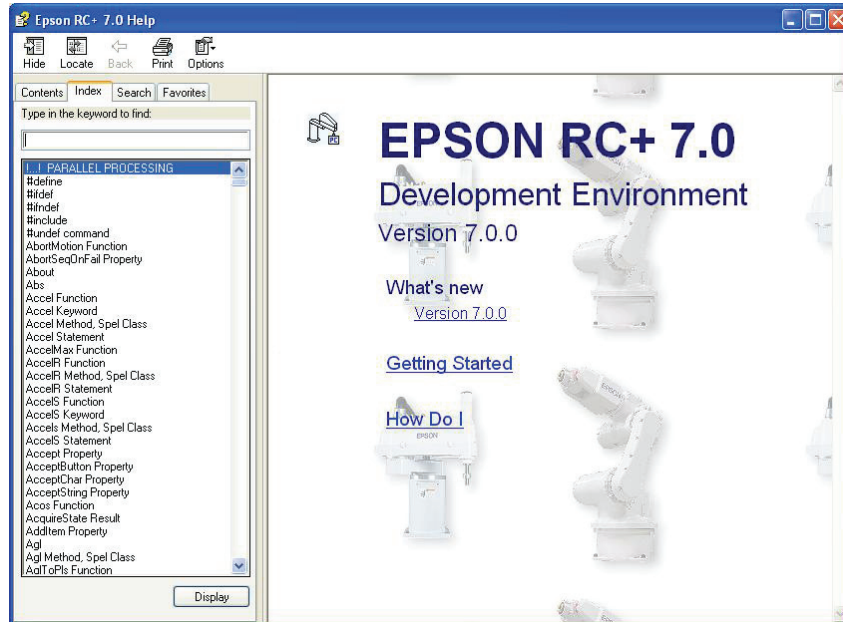 Epson RC+ 7.0 Help
Hide Locate Back Print Options
Contents Index Search Favorites
Type in the keyword to find:
!...! PARALLEL PROCESSING
#define
#ifdef
#ifndef
#include
#undef command
AbortMotion Function
AbortSeqOnFail Property
About
Abs
Accel Function
Accel Keyword
Accel Method, Spel Class
Accel Statement
AccelMax Function
AccelR Function
AccelR Method, Spel Class
AccelR Statement
AccelS Function
AccelS Keyword
Accels Method, Spel Class
AccelS Statement
Accept Property
AcceptButton Property
AcceptChar Property
AcceptString Property
Acos Function
AcquireState Result
AddItem Property
Agl
Agl Method, Spel Class
AglToPls Function
Display
EPSON RC+ 7.0
Development Environment
Version 7.0.0
What's new
Version 7.0.0
Getting Started
How Do I
EPSON